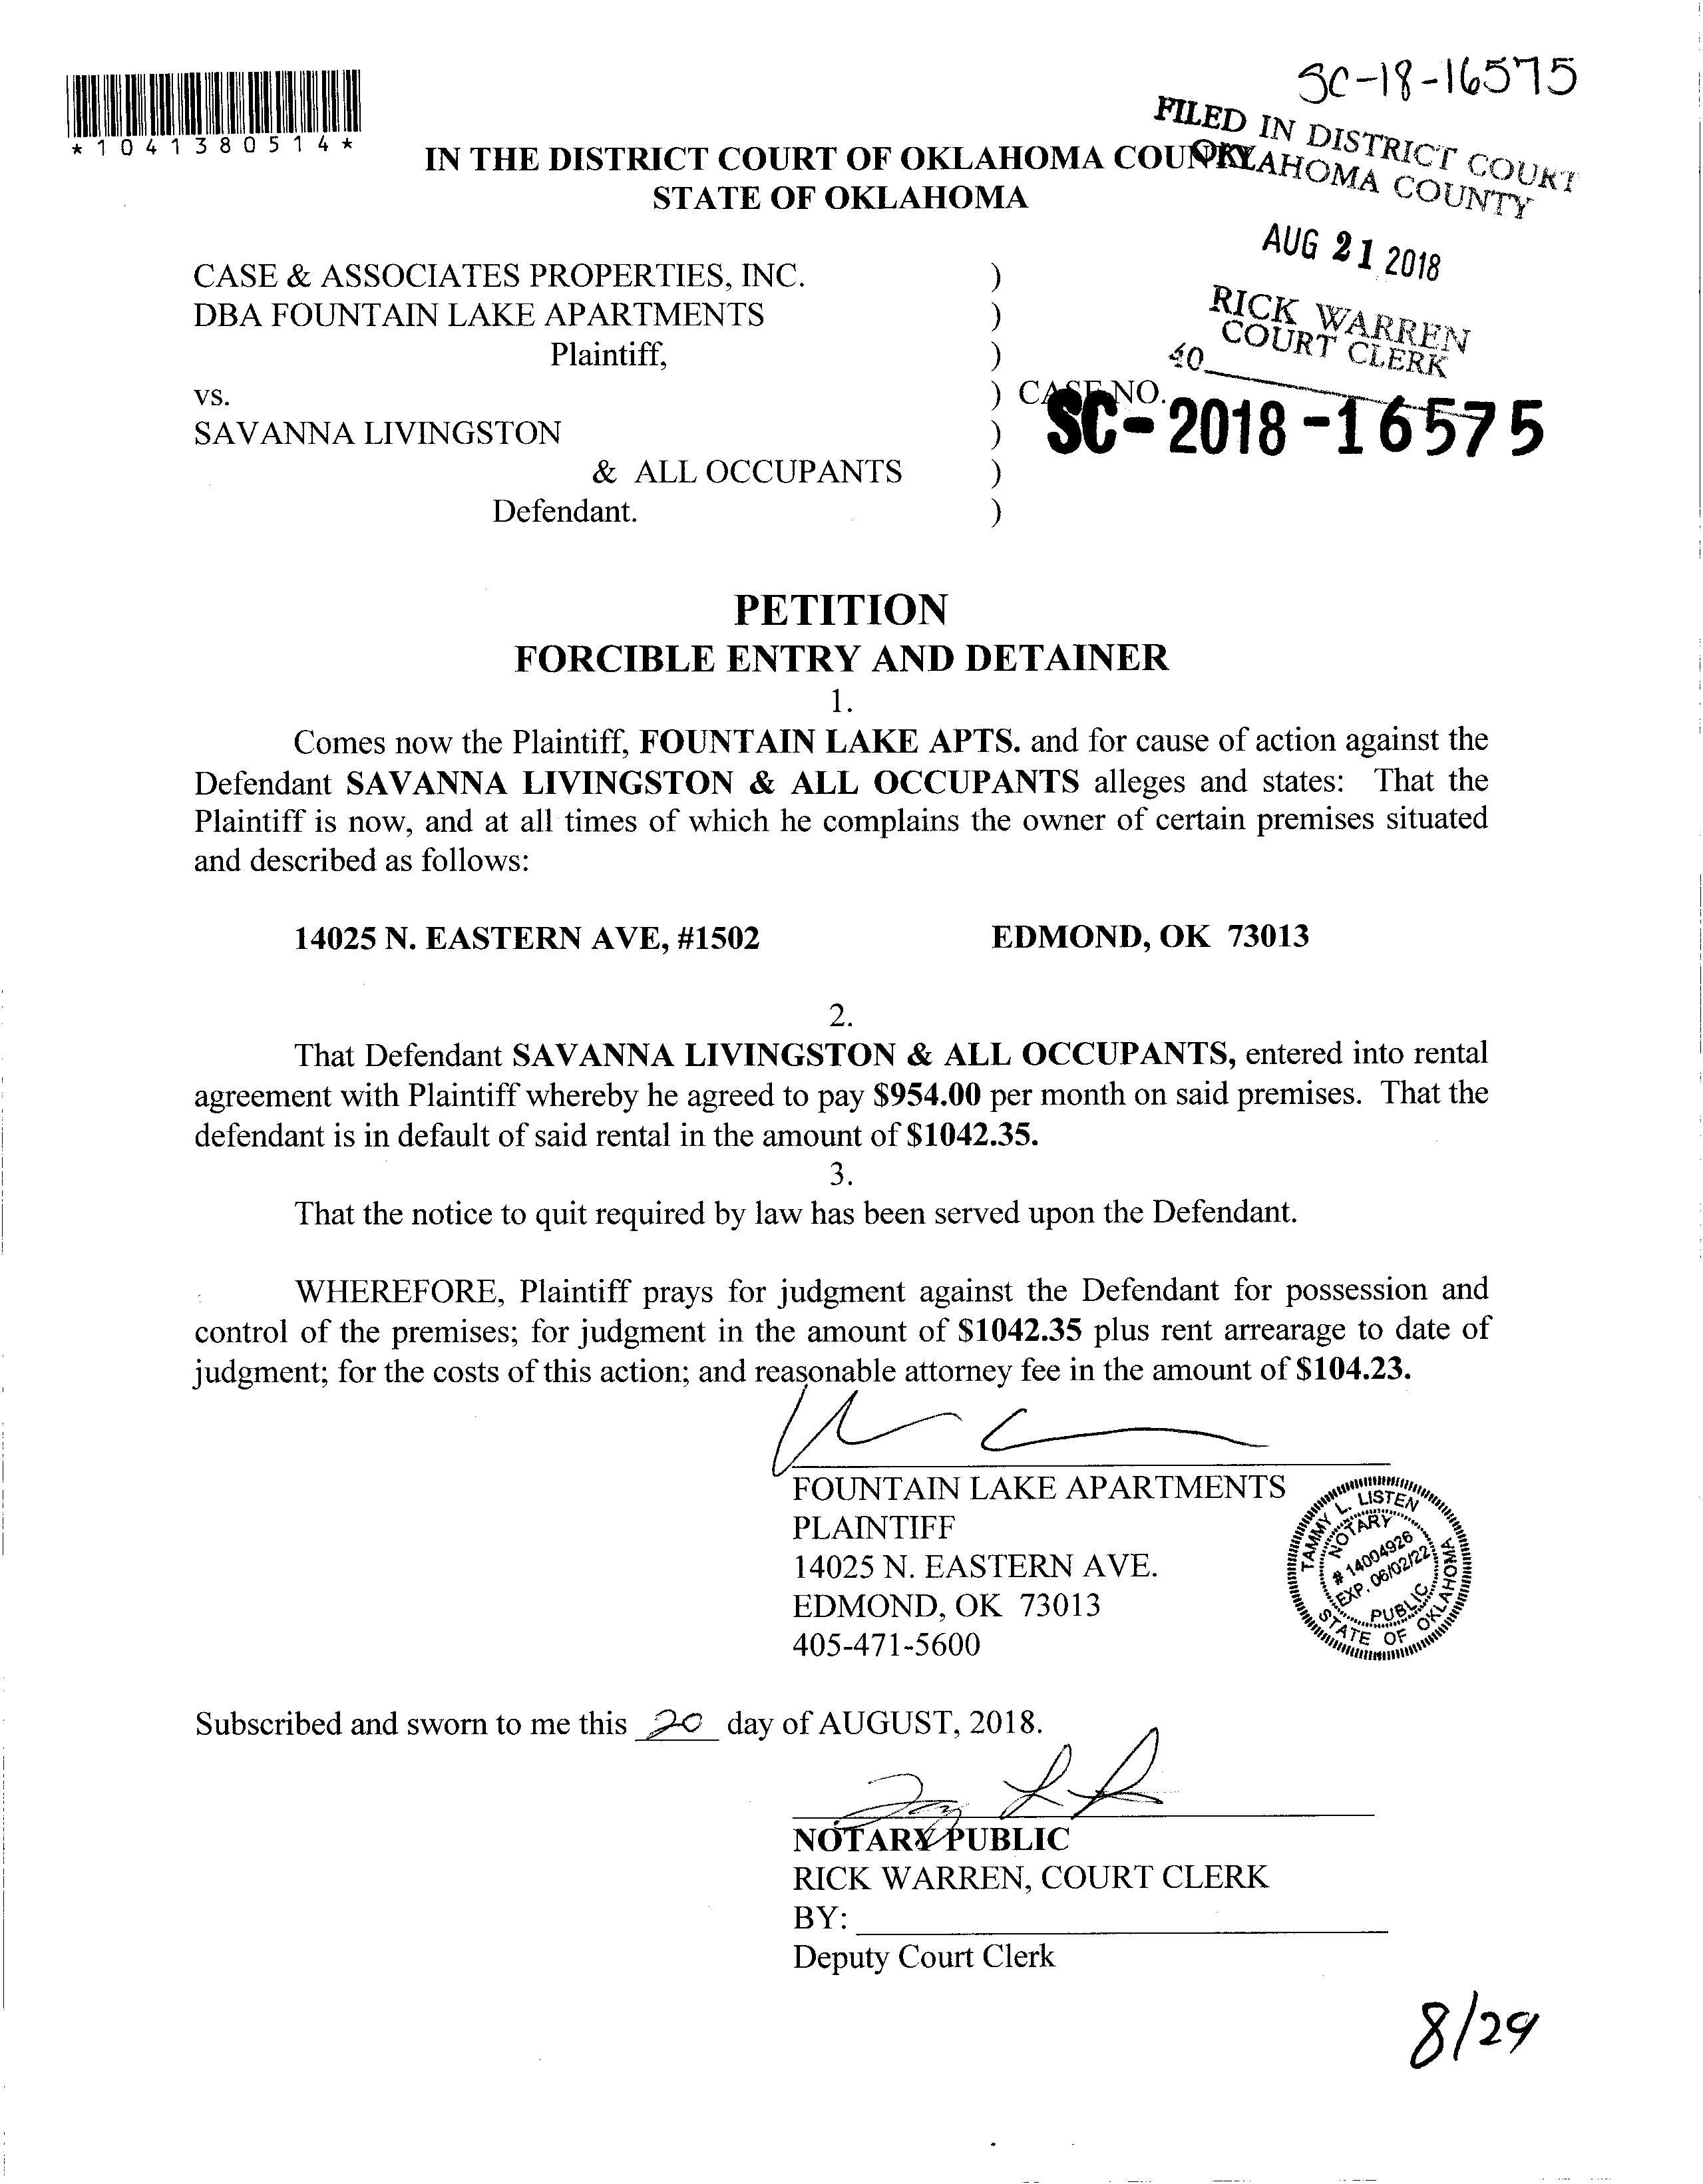 SC-18-16575
*1041380514*
FILED IN DISTRICT COURT
OKLAHOMA COUNTY
IN THE DISTRICT COURT OF OKLAHOMA COUNTY
STATE OF OKLAHOMA
AUG 21 2018
RICK WARREN
COURT CLERK
40
CASE & ASSOCIATES PROPERTIES, INC. )
DBA FOUNTAIN LAKE APARTMENTS )
Plaintiff, )
vs. ) CASE NO.
SC-2018-16575
SAVANNA LIVINGSTON )
& ALL OCCUPANTS )
Defendant. )
PETITION
FORCIBLE ENTRY AND DETAINER
1.
Comes now the Plaintiff, FOUNTAIN LAKE APTS. and for cause of action against the
Defendant SAVANNA LIVINGSTON & ALL OCCUPANTS alleges and states: That the
Plaintiff is now, and at all times of which he complains the owner of certain premises situated
and described as follows:
14025 N. EASTERN AVE, #1502 EDMOND, OK 73013
2.
That Defendant SAVANNA LIVINGSTON & ALL OCCUPANTS, entered into rental
agreement with Plaintiff whereby he agreed to pay $954.00 per month on said premises. That the
defendant is in default of said rental in the amount of $1042.35.
3.
That the notice to quit required by law has been served upon the Defendant.
WHEREFORE, Plaintiff prays for judgment against the Defendant for possession and
control of the premises; for judgment in the amount of $1042.35 plus rent arrearage to date of
judgment; for the costs of this action; and reasonable attorney fee in the amount of $104.23.
FOUNTAIN LAKE APARTMENTS
PLAINTIFF
14025 N. EASTERN AVE.
EDMOND, OK 73013
405-471-5600
TAMMY L. LISTEN
NOTARY
# 14004926
EXP. 06/02/22
PUBLIC
STATE OF OKLAHOMA
Subscribed and sworn to me this 20 day of AUGUST, 2018.
NOTARY PUBLIC
RICK WARREN, COURT CLERK
BY:
Deputy Court Clerk
8/29